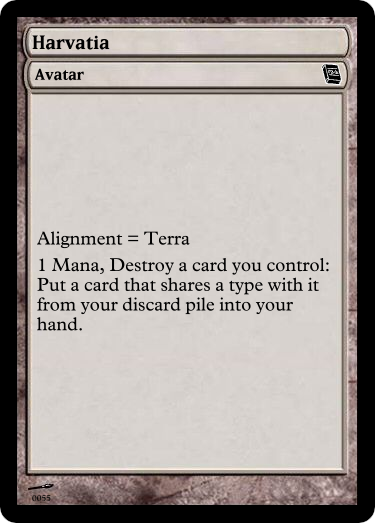 Harvatia
Avatar
Alignment = Terra
1 Mana, Destroy a card you control:
Put a card that shares a type with it
from your discard pile into your
hand.
0055